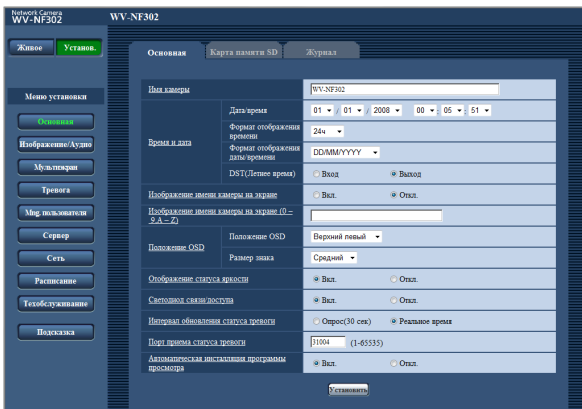 Network Camera
WV-NF302
WV-NF302
Живое
Установ.
Основная
Карта памяти SD
Журнал
Меню установки
Основная
Изображение/Аудио
Мультиэкран
Тревога
Mng. пользователя
Сервер
Сеть
Расписание
Техобслуживание
Подсказка
Имя камеры
WV-NF302
Время и дата
Дата/время
01 / 01 / 2008 00 : 05 : 51
Формат отображения
времени
24ч
Формат отображения
даты/времени
DD/MM/YYYY
DST(Летнее время)
Вход
Выход
Изображение имени камеры на экране
Вкл.
Откл.
Изображение имени камеры на экране (0 –
9,A – Z)
Положение OSD
Положение OSD
Верхний левый
Размер знака
Средний
Отображение статуса яркости
Вкл.
Откл.
Светодиод связи/доступа
Вкл.
Откл.
Интервал обновления статуса тревоги
Опрос(30 сек)
Реальное время
Порт приема статуса тревоги
31004
(1-65535)
Автоматическая инсталляция программы
просмотра
Вкл.
Откл.
Установить